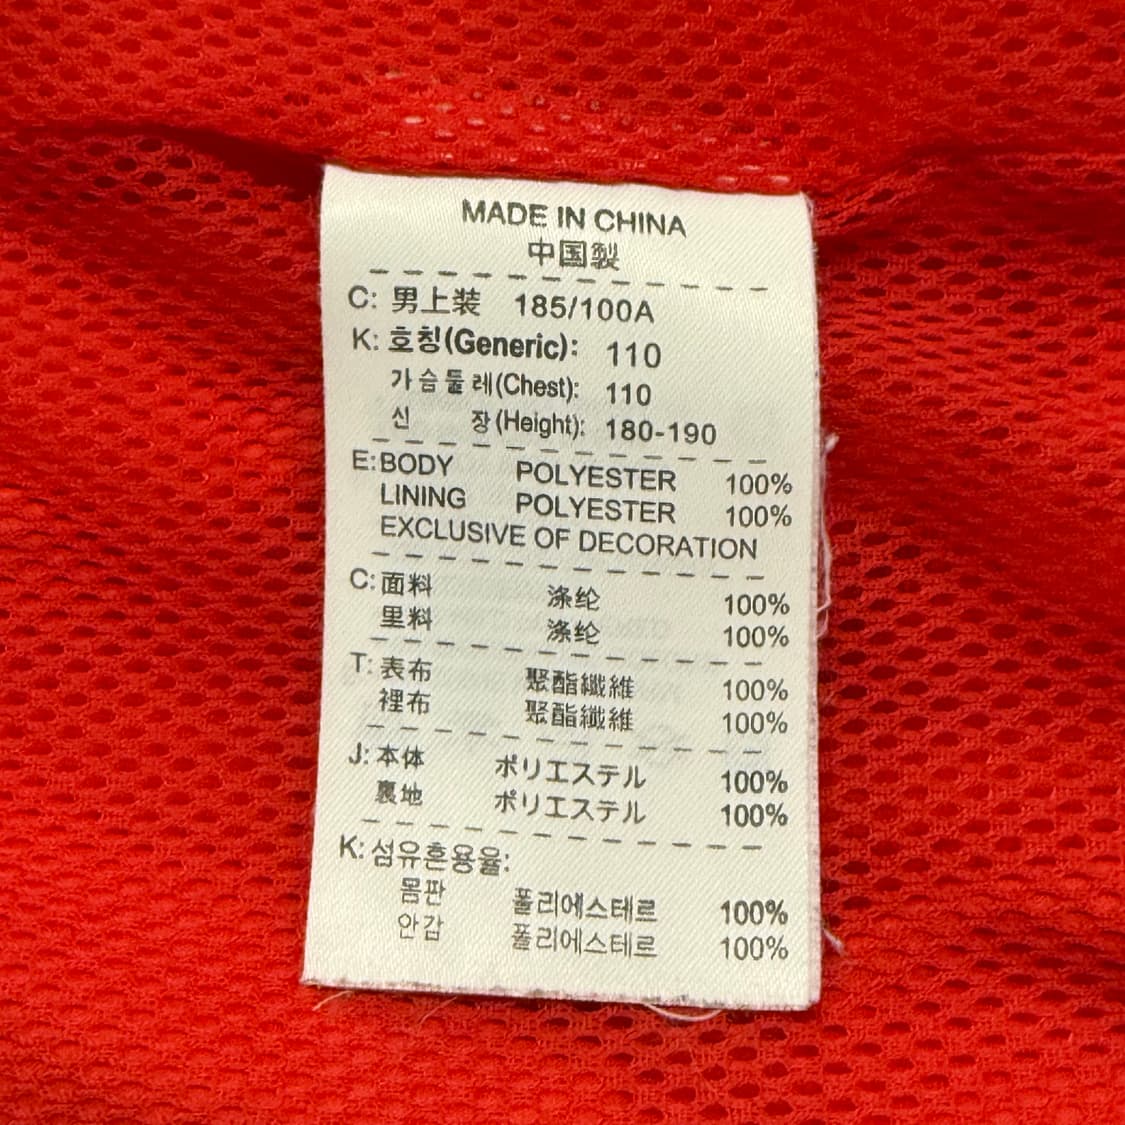 MADE IN CHINA
中国製
C: 男上装 185/100A
K: 호칭(Generic): 110
가슴둘레(Chest): 110
신 장(Height): 180-190
E: BODY POLYESTER 100%
LINING POLYESTER 100%
EXCLUSIVE OF DECORATION
C: 面料 涤纶 100%
里料 涤纶 100%
T: 表布 聚酯纖維 100%
裡布 聚酯纖維 100%
J: 本体 ポリエステル 100%
裏地 ポリエステル 100%
K: 섬유혼용율:
몸판 폴리에스테르 100%
안감 폴리에스테르 100%